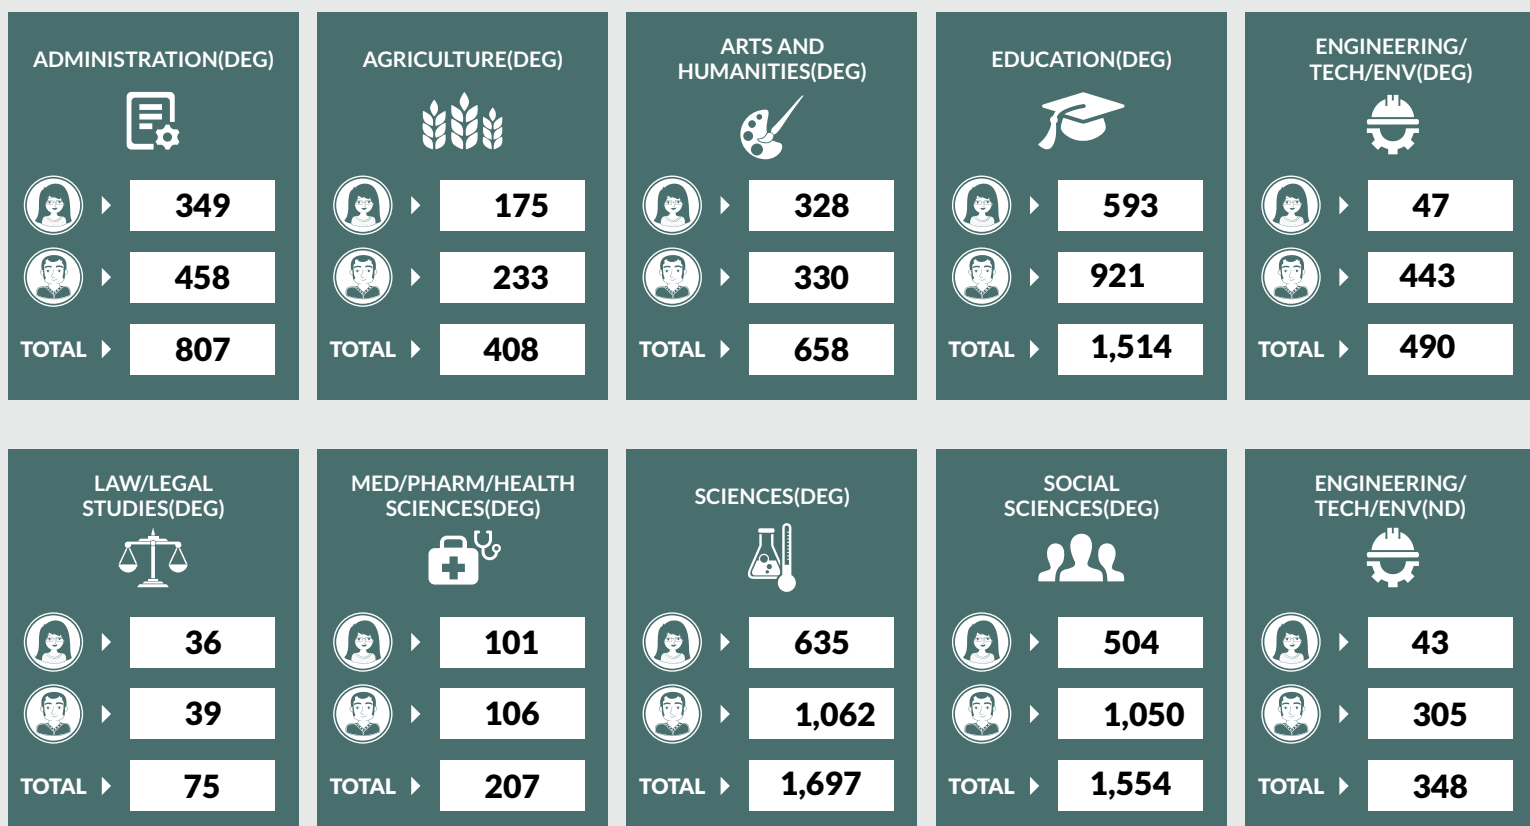 ADMINISTRATION(DEG)
349
458
TOTAL 807
AGRICULTURE(DEG)
175
233
TOTAL 408
ARTS AND
HUMANITIES(DEG)
328
330
TOTAL 658
EDUCATION(DEG)
593
921
TOTAL 1,514
ENGINEERING/
TECH/ENV(DEG)
47
443
TOTAL 490
LAW/LEGAL
STUDIES(DEG)
36
39
TOTAL 75
MED/PHARM/HEALTH
SCIENCES(DEG)
101
106
TOTAL 207
SCIENCES(DEG)
635
1,062
TOTAL 1,697
SOCIAL
SCIENCES(DEG)
504
1,050
TOTAL 1,554
ENGINEERING/
TECH/ENV(ND)
43
305
TOTAL 348